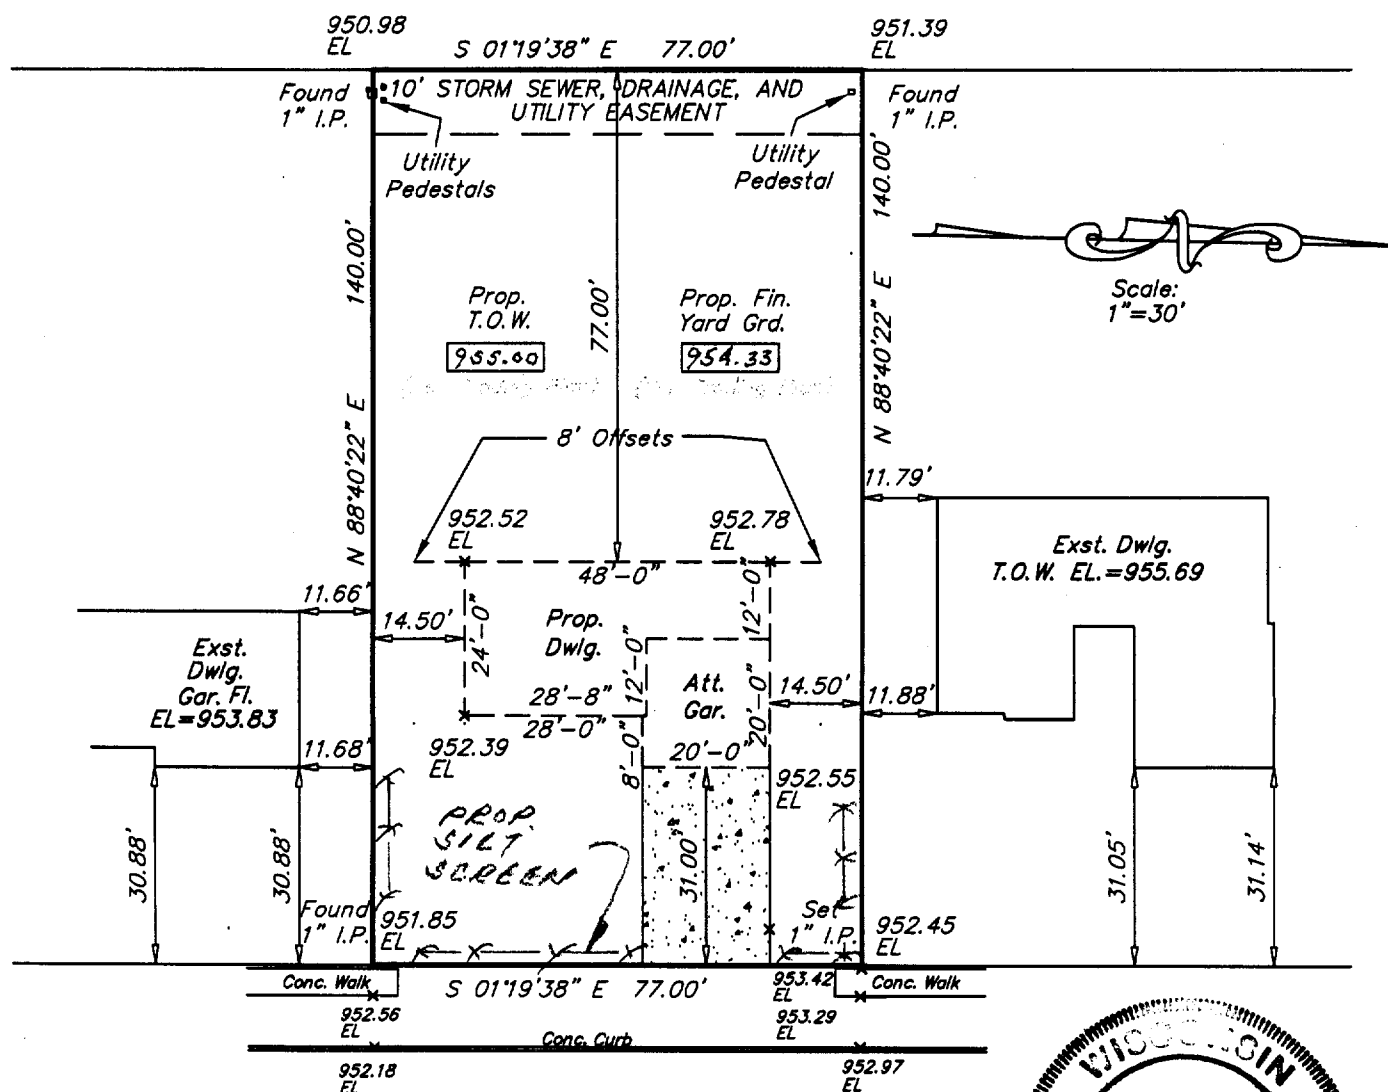 950.98
EL
S 01°19'38" E 77.00'
951.39
EL
Found
1" I.P.
10' STORM SEWER, DRAINAGE, AND
UTILITY EASEMENT
Found
1" I.P.
Utility
Pedestals
Utility
Pedestal
140.00'
140.00'
N 88°40'22" E
N 88°40'22" E
Scale:
1"=30'
Prop.
T.O.W.
955.00
77.00'
Prop. Fin.
Yard Grd.
954.33
8' Offsets
11.79'
952.52
EL
952.78
EL
48'-0"
Exst. Dwlg.
T.O.W. EL.=955.69
11.66'
14.50'
24'-0"
Prop.
Dwlg.
12'-0"
12'-0"
Exst.
Dwlg.
Gar. Fl.
EL=953.83
28'-8"
28'-0"
Att.
Gar.
20'-0"
14.50'
11.88'
11.68'
952.39
EL
8'-0"
20'-0"
952.55
EL
PROP.
SILT
SCREEN
30.88'
30.88'
31.00'
31.05'
31.14'
Found
1" I.P.
951.85
EL
Set
1" I.P.
952.45
EL
Conc. Walk
S 01°19'38" E 77.00'
953.42
EL
Conc. Walk
952.56
EL
953.29
EL
Conc. Curb
952.18
EL
952.97
EL
WISCONSIN